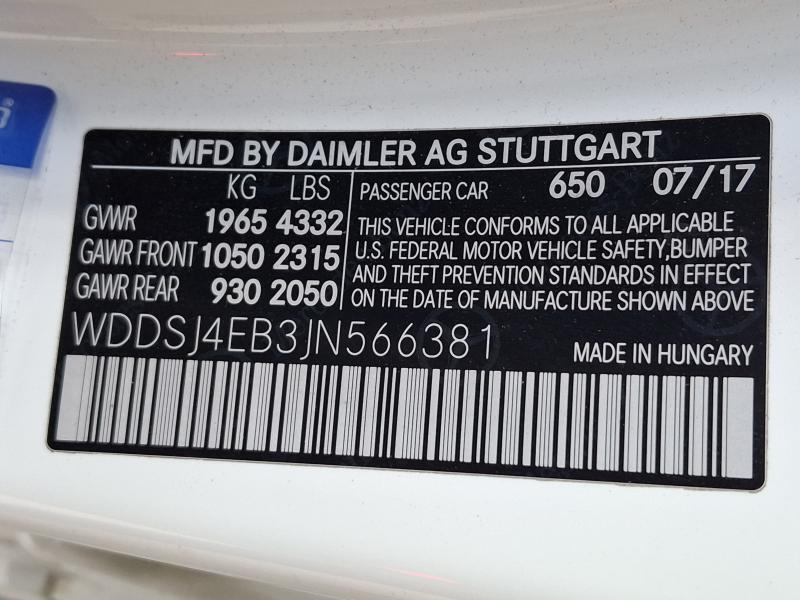 MFD BY DAIMLER AG STUTTGART
KG LBS
GVWR 1965 4332
GAWR FRONT 1050 2315
GAWR REAR 930 2050
PASSENGER CAR 650 07/17
THIS VEHICLE CONFORMS TO ALL APPLICABLE
U.S. FEDERAL MOTOR VEHICLE SAFETY,BUMPER
AND THEFT PREVENTION STANDARDS IN EFFECT
ON THE DATE OF MANUFACTURE SHOWN ABOVE
WDDSJ4EB3JN566381
MADE IN HUNGARY